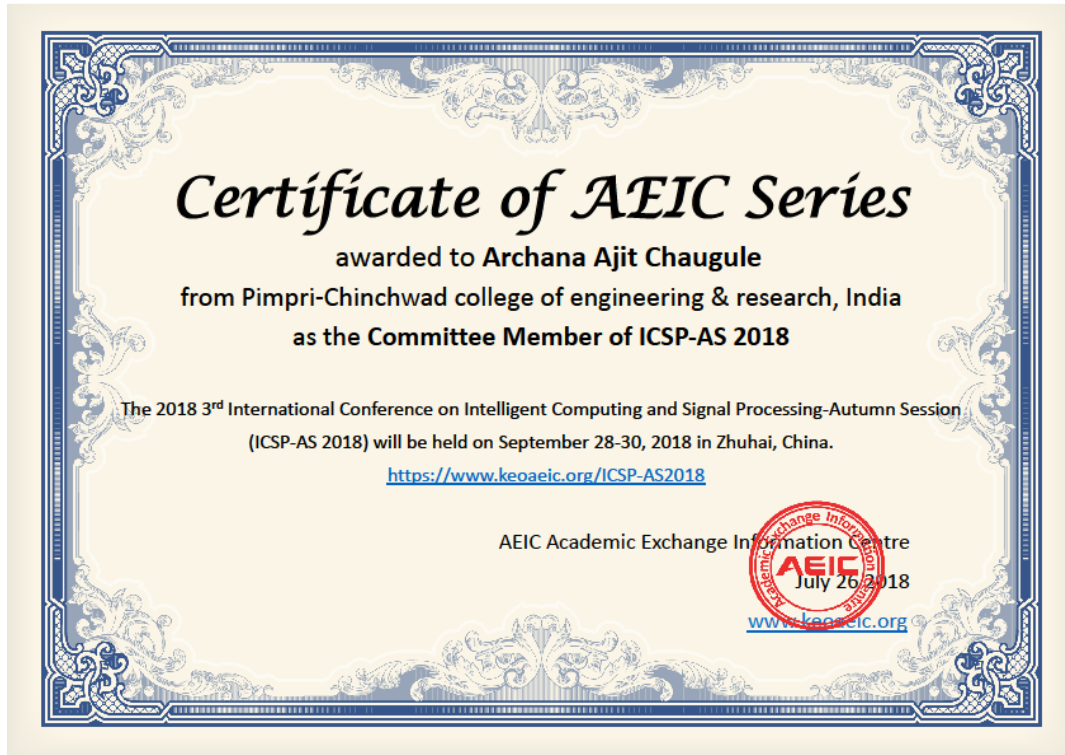 Certificate of AEIC Series
awarded to Archana Ajit Chaugule
from Pimpri-Chinchwad college of engineering & research, India
as the Committee Member of ICSP-AS 2018
The 2018 3rd International Conference on Intelligent Computing and Signal Processing-Autumn Session
(ICSP-AS 2018) will be held on September 28-30, 2018 in Zhuhai, China.
https://www.keoaeic.org/ICSP-AS2018
AEIC Academic Exchange Information Centre
July 26,2018
www.keoaeic.org
Academic Exchange Information Centre
AEIC